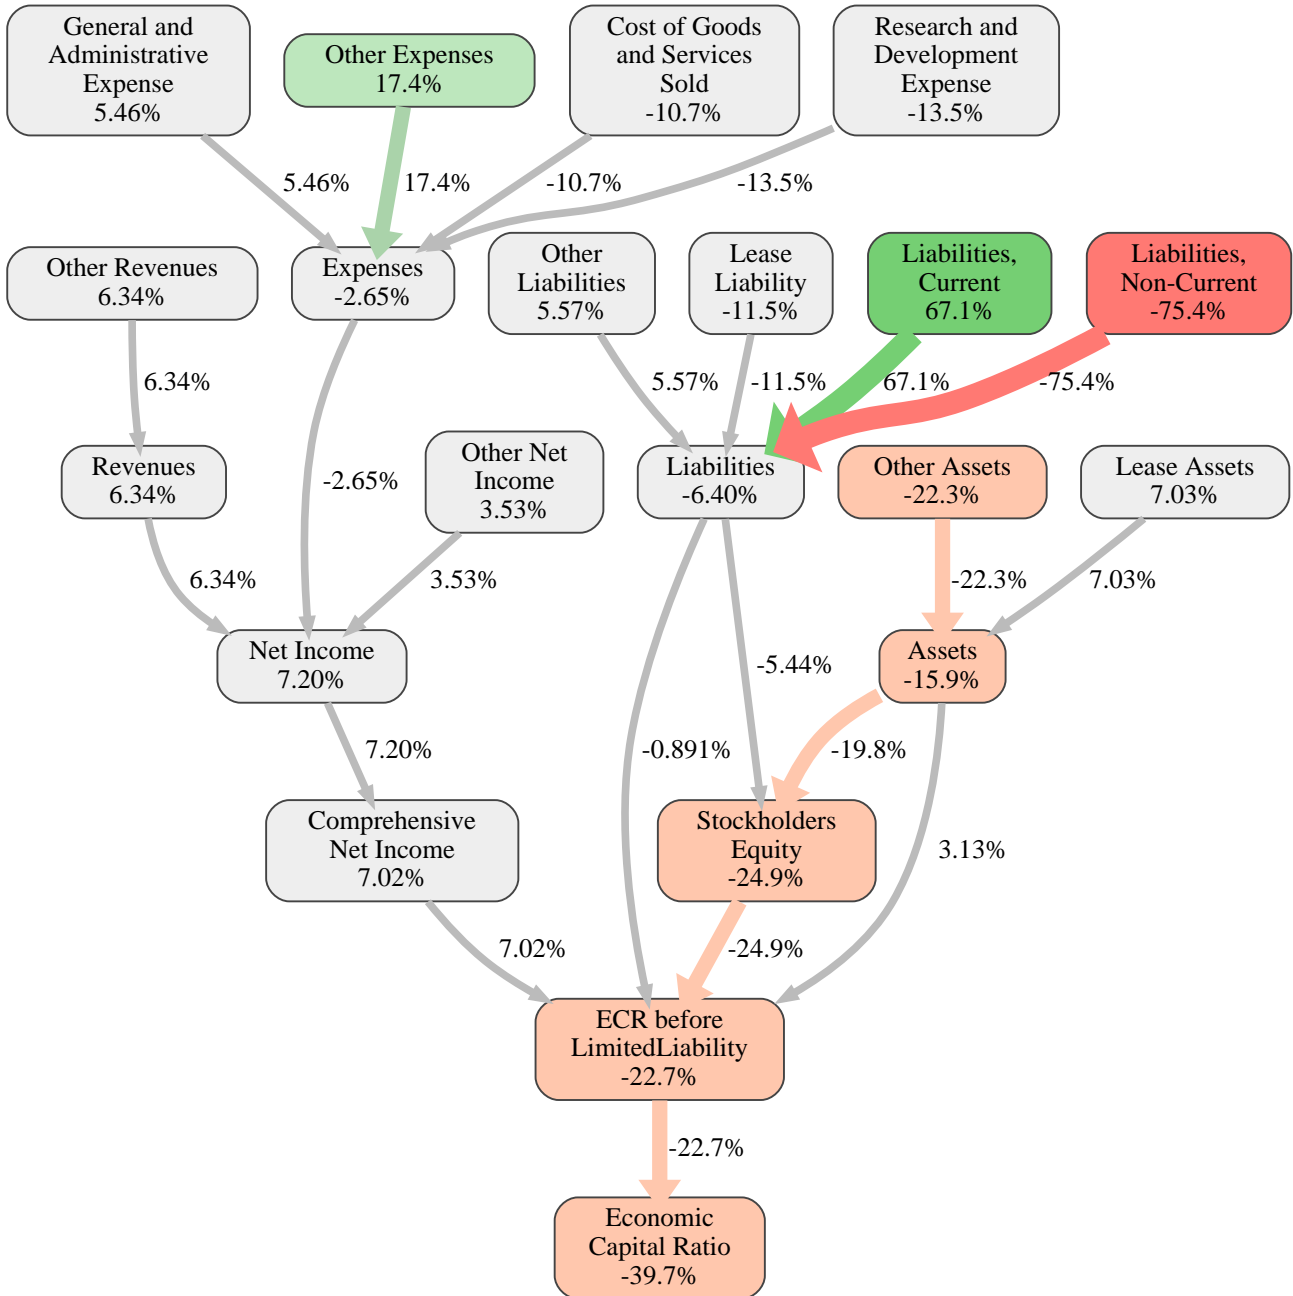 General and
Administrative
Expense
5.46%
Other Expenses
17.4%
Cost of Goods
and Services
Sold
-10.7%
Research and
Development
Expense
-13.5%
5.46%
17.4%
-10.7%
-13.5%
Other Revenues
6.34%
Expenses
-2.65%
Other
Liabilities
5.57%
Lease
Liability
-11.5%
Liabilities,
Current
67.1%
Liabilities,
Non-Current
-75.4%
6.34%
5.57%
-11.5%
67.1%
-75.4%
Revenues
6.34%
-2.65%
Other Net
Income
3.53%
Liabilities
-6.40%
Other Assets
-22.3%
Lease Assets
7.03%
6.34%
3.53%
-22.3%
7.03%
Net Income
7.20%
-5.44%
Assets
-15.9%
7.20%
-0.891%
-19.8%
Comprehensive
Net Income
7.02%
Stockholders
Equity
-24.9%
3.13%
7.02%
-24.9%
ECR before
LimitedLiability
-22.7%
-22.7%
Economic
Capital Ratio
-39.7%